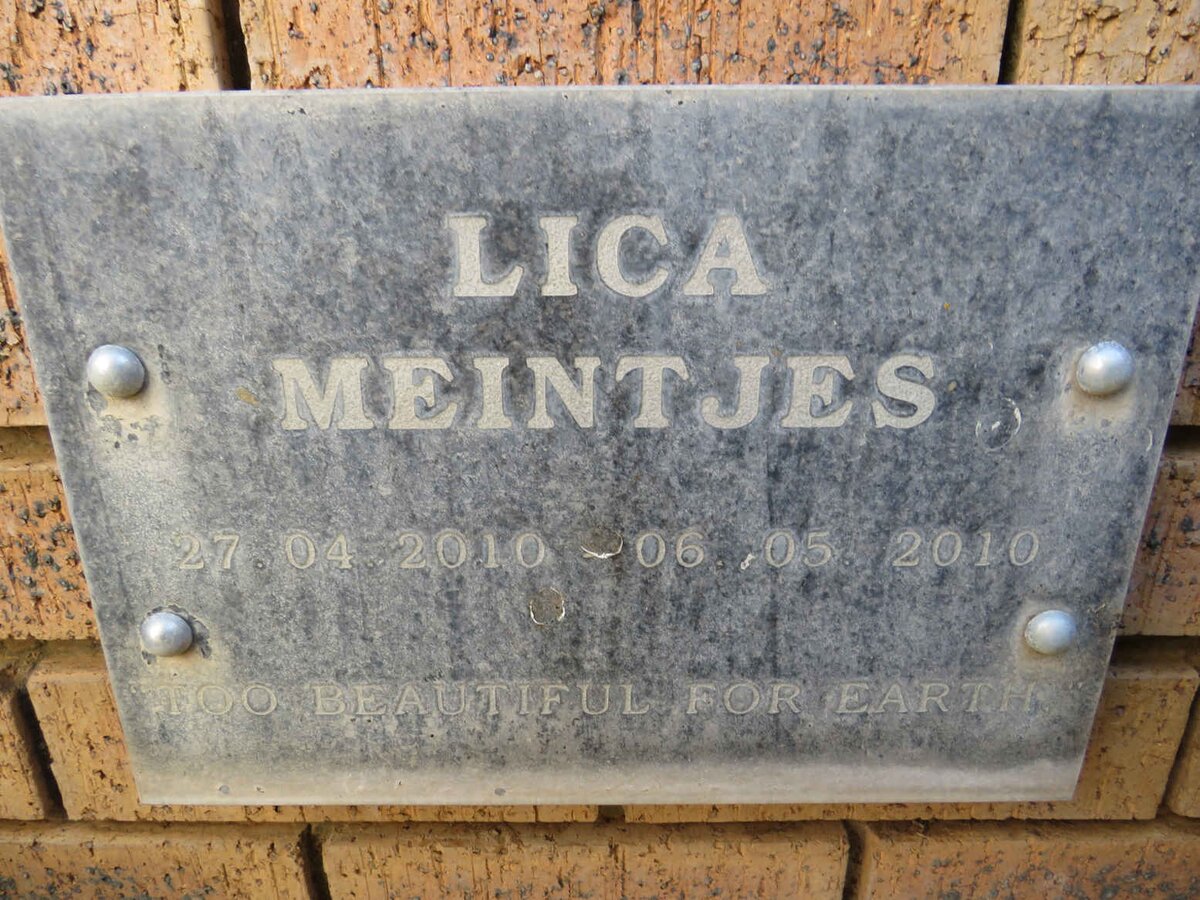 LICA
MEINTJES
27. 04. 2010 - 06. 05. 2010
"TOO BEAUTIFUL FOR EARTH"